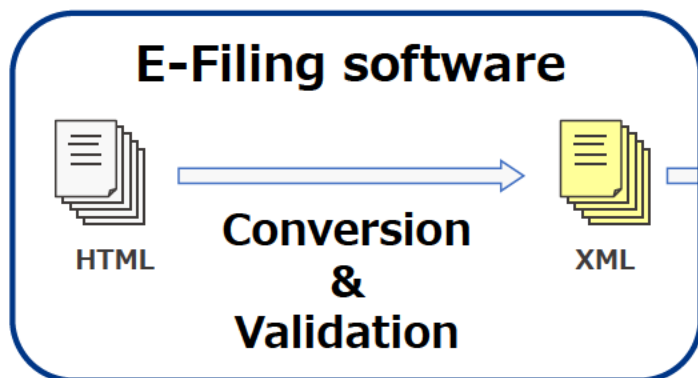 E-Filing software
HTML
Conversion
&
Validation
XML